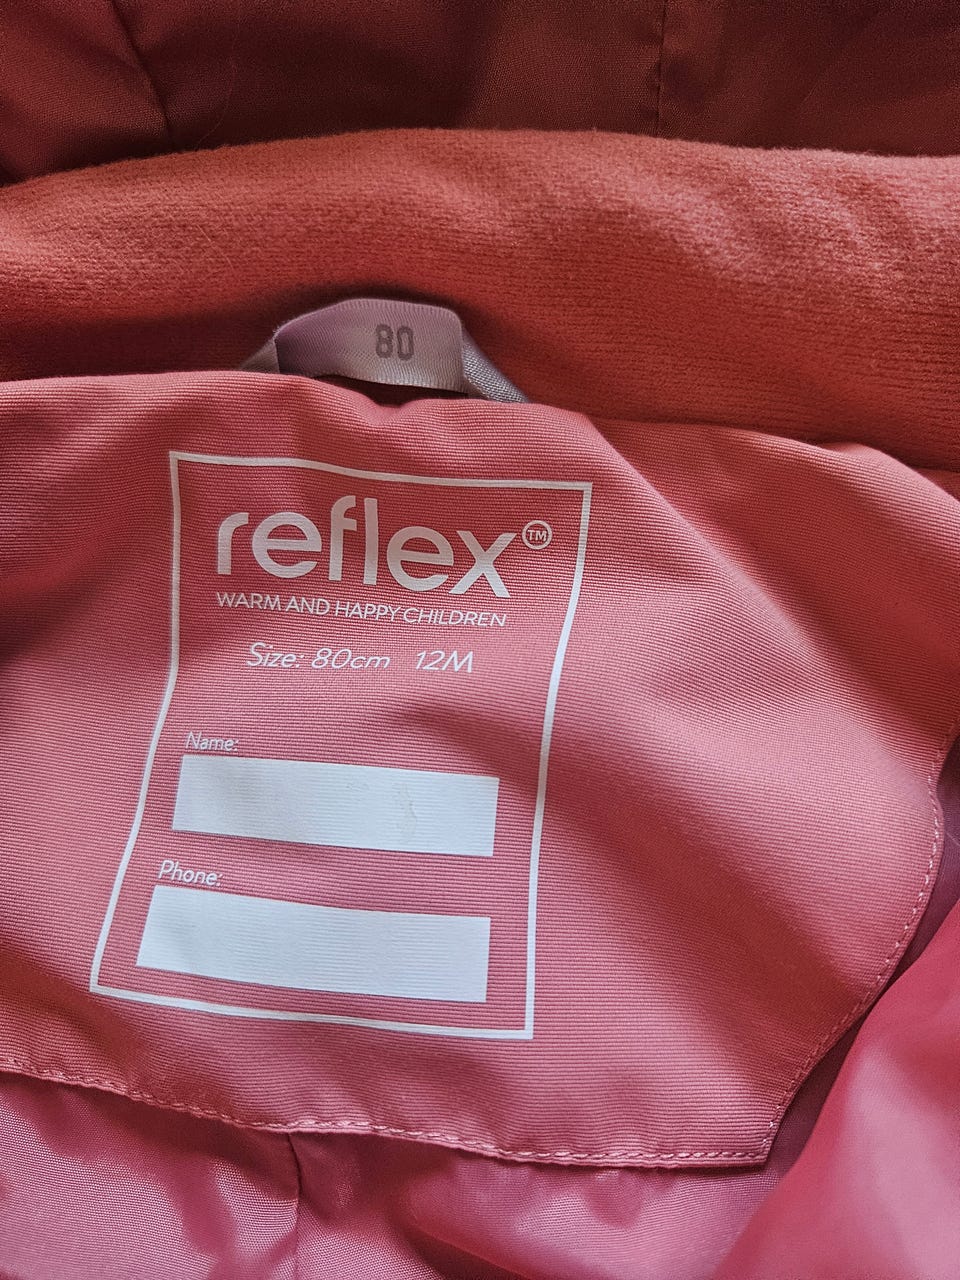 80
reflex™
WARM AND HAPPY CHILDREN
Size: 80cm 12M
Name:
Phone: